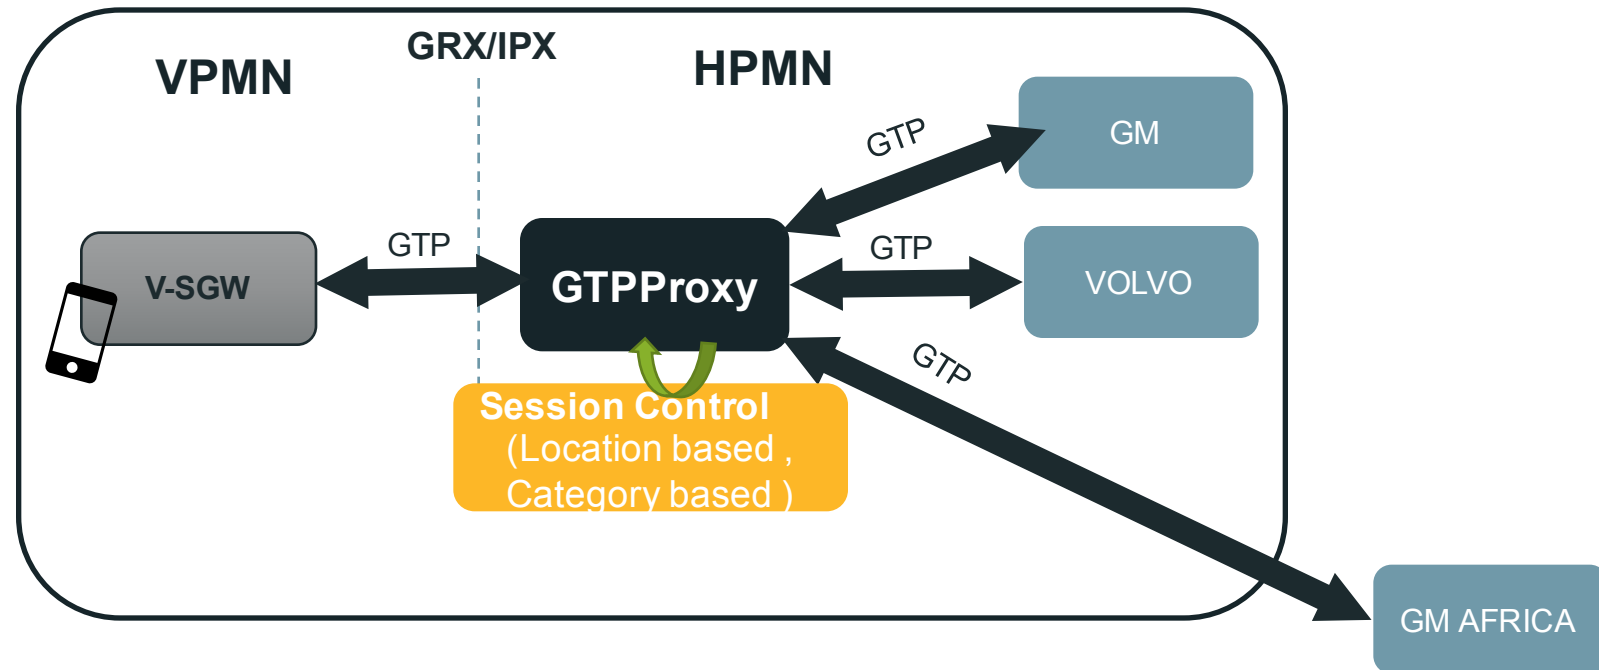 GRX/IPX
VPMN
HPMN
GTP
GM
GTP
GTP
V-SGW
GTPProxy
VOLVO
GTP
Session Control
(Location based ,
Category based )
GM AFRICA